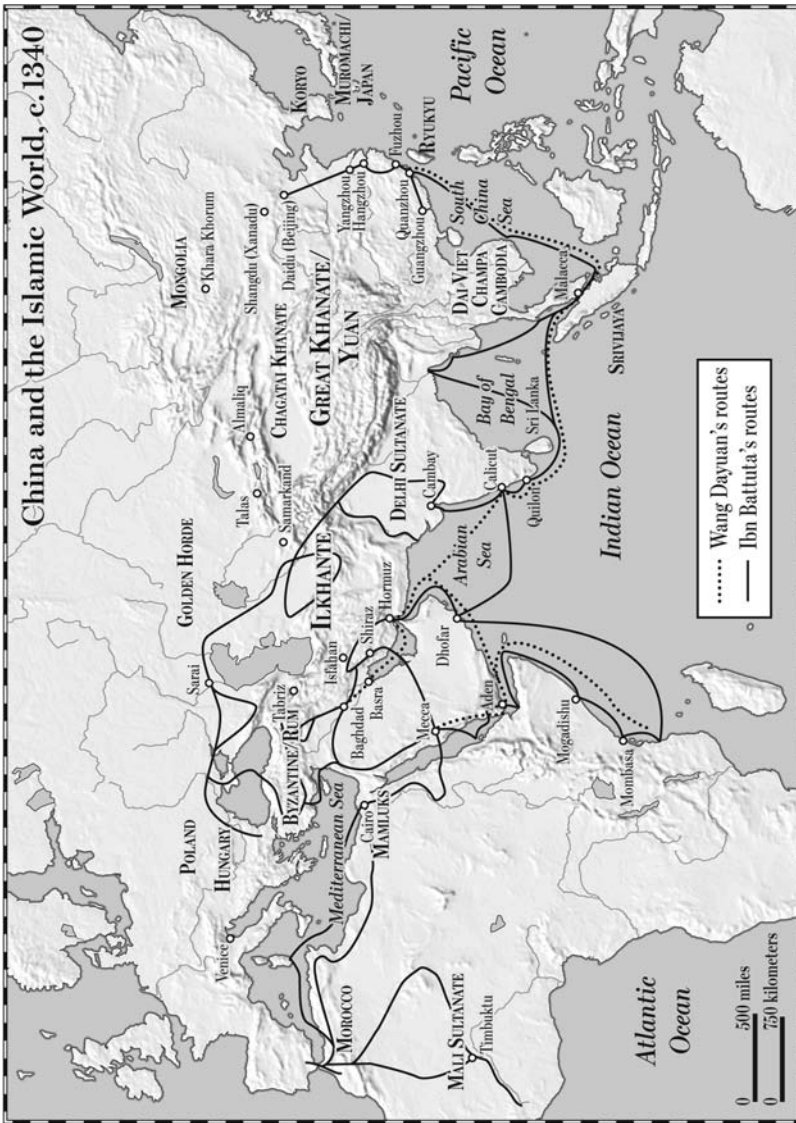 China and the Islamic World, c.1340
POLAND
HUNGARY
Venice
GOLDEN HORDE
Sarai
Talas
Almaliq
Samarkand
CHAGATAI KHANATE
MONGOLIA
Khara Khorum
Shangdu (Xanadu)
Daidu (Beijing)
KORYO
MUROMACHI/
JAPAN
BYZANTINE/RUM
Tabriz
ILKHANTE
GREAT KHANATE/
YUAN
Yangzhou
Hangzhou
Pacific
Ocean
Mediterranean Sea
MOROCCO
Cairo
MAMLUKS
Baghdad
Isfahan
Basra
Shiraz
Hormuz
DELHI SULTANATE
Cambay
Fuzhou
Quanzhou
Guangzhou
RYUKYU
MALI SULTANATE
Timbuktu
Mecca
Dhofar
Aden
Arabian
Sea
Calicut
Quilon
Sri Lanka
Bay of
Bengal
DAI VIET
CHAMPA
CAMBODIA
South
China
Sea
Malacca
SRIVIJAYA
Mogadishu
Mombasa
Indian Ocean
Atlantic
Ocean
0 500 miles
0 750 kilometers
Wang Dayuan's routes
Ibn Battuta's routes